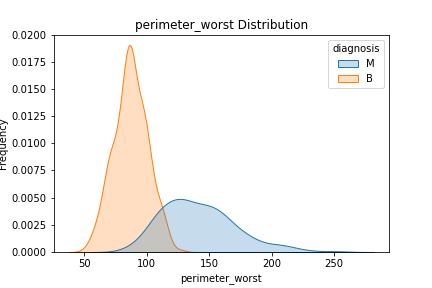 perimeter_worst Distribution
0.0200
0.0175
0.0150
0.0125
0.0100
0.0075
0.0050
0.0025
0.0000
Frequency
diagnosis
M
B
50 100 150 200 250
perimeter_worst